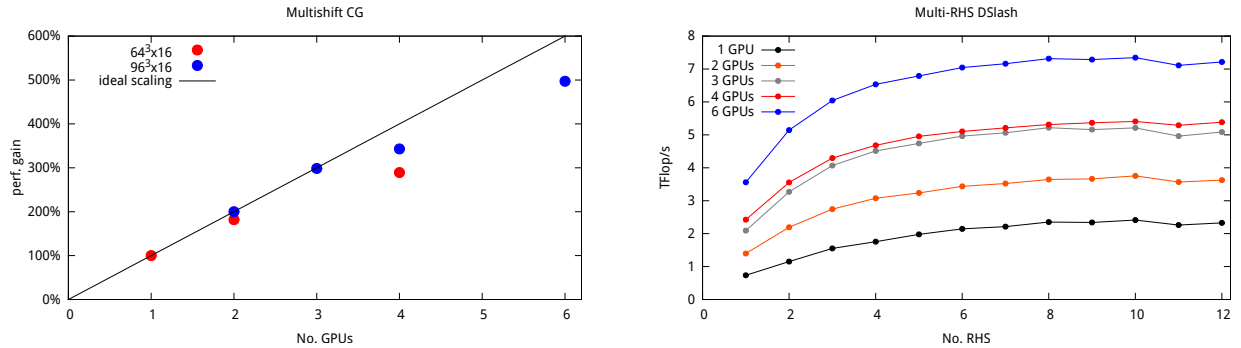 Multishift CG
600%
500%
400%
300%
200%
100%
0%
perf. gain
64³x16
96³x16
ideal scaling
0 1 2 3 4 5 6
No. GPUs
Multi-RHS DSlash
8
7
6
5
4
3
2
1
0
TFlop/s
1 GPU
2 GPUs
3 GPUs
4 GPUs
6 GPUs
0 2 4 6 8 10 12
No. RHS